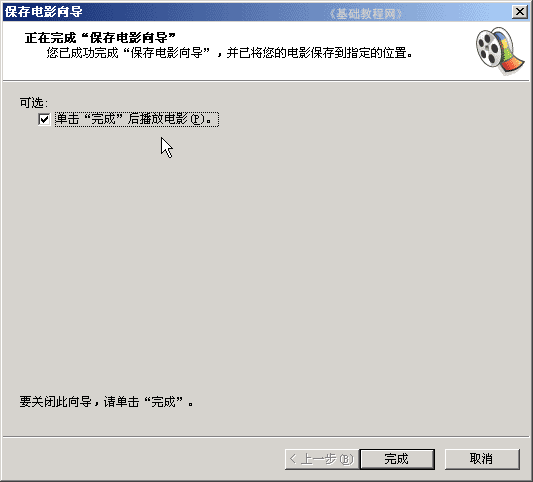 保存电影向导
（基础教程网）
正在完成“保存电影向导”
您已成功完成“保存电影向导”，并已将您的电影保存到指定的位置。
可选:
单击“完成”后播放电影(P)。
要关闭此向导，请单击“完成”。
< 上一步(B)
完成
取消